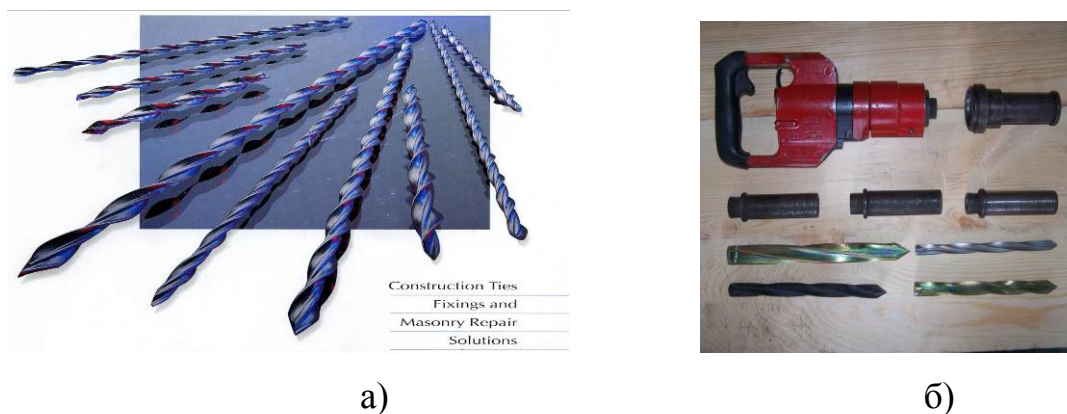 Construction Ties
Fixings and
Masonry Repair
Solutions
а)
б)